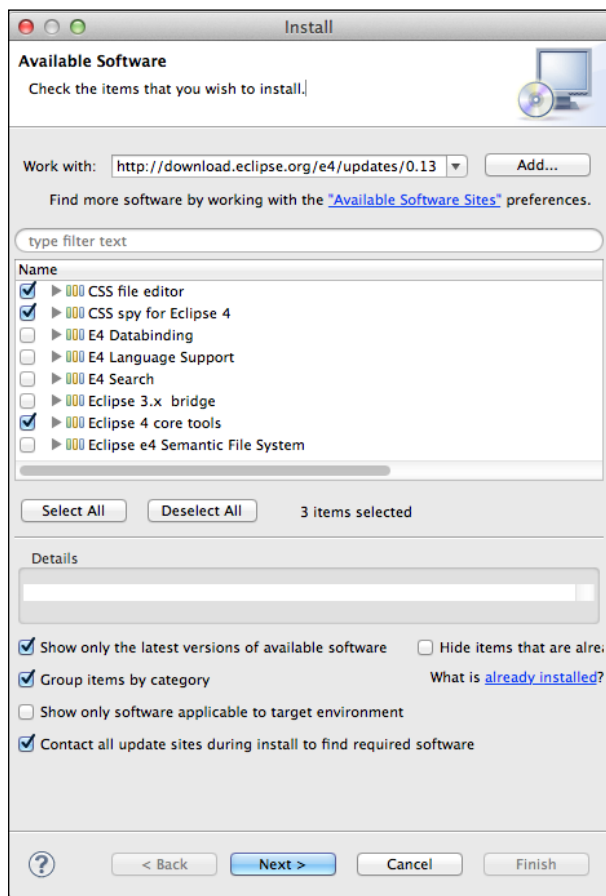 Install
Available Software
Check the items that you wish to install.
Work with: http://download.eclipse.org/e4/updates/0.13 Add...
Find more software by working with the "Available Software Sites" preferences.
type filter text
Name
CSS file editor
CSS spy for Eclipse 4
E4 Databinding
E4 Language Support
E4 Search
Eclipse 3.x bridge
Eclipse 4 core tools
Eclipse e4 Semantic File System
Select All Deselect All 3 items selected
Details
Show only the latest versions of available software Hide items that are
Group items by category What is already installed?
Show only software applicable to target environment
Contact all update sites during install to find required software
? < Back Next > Cancel Finish